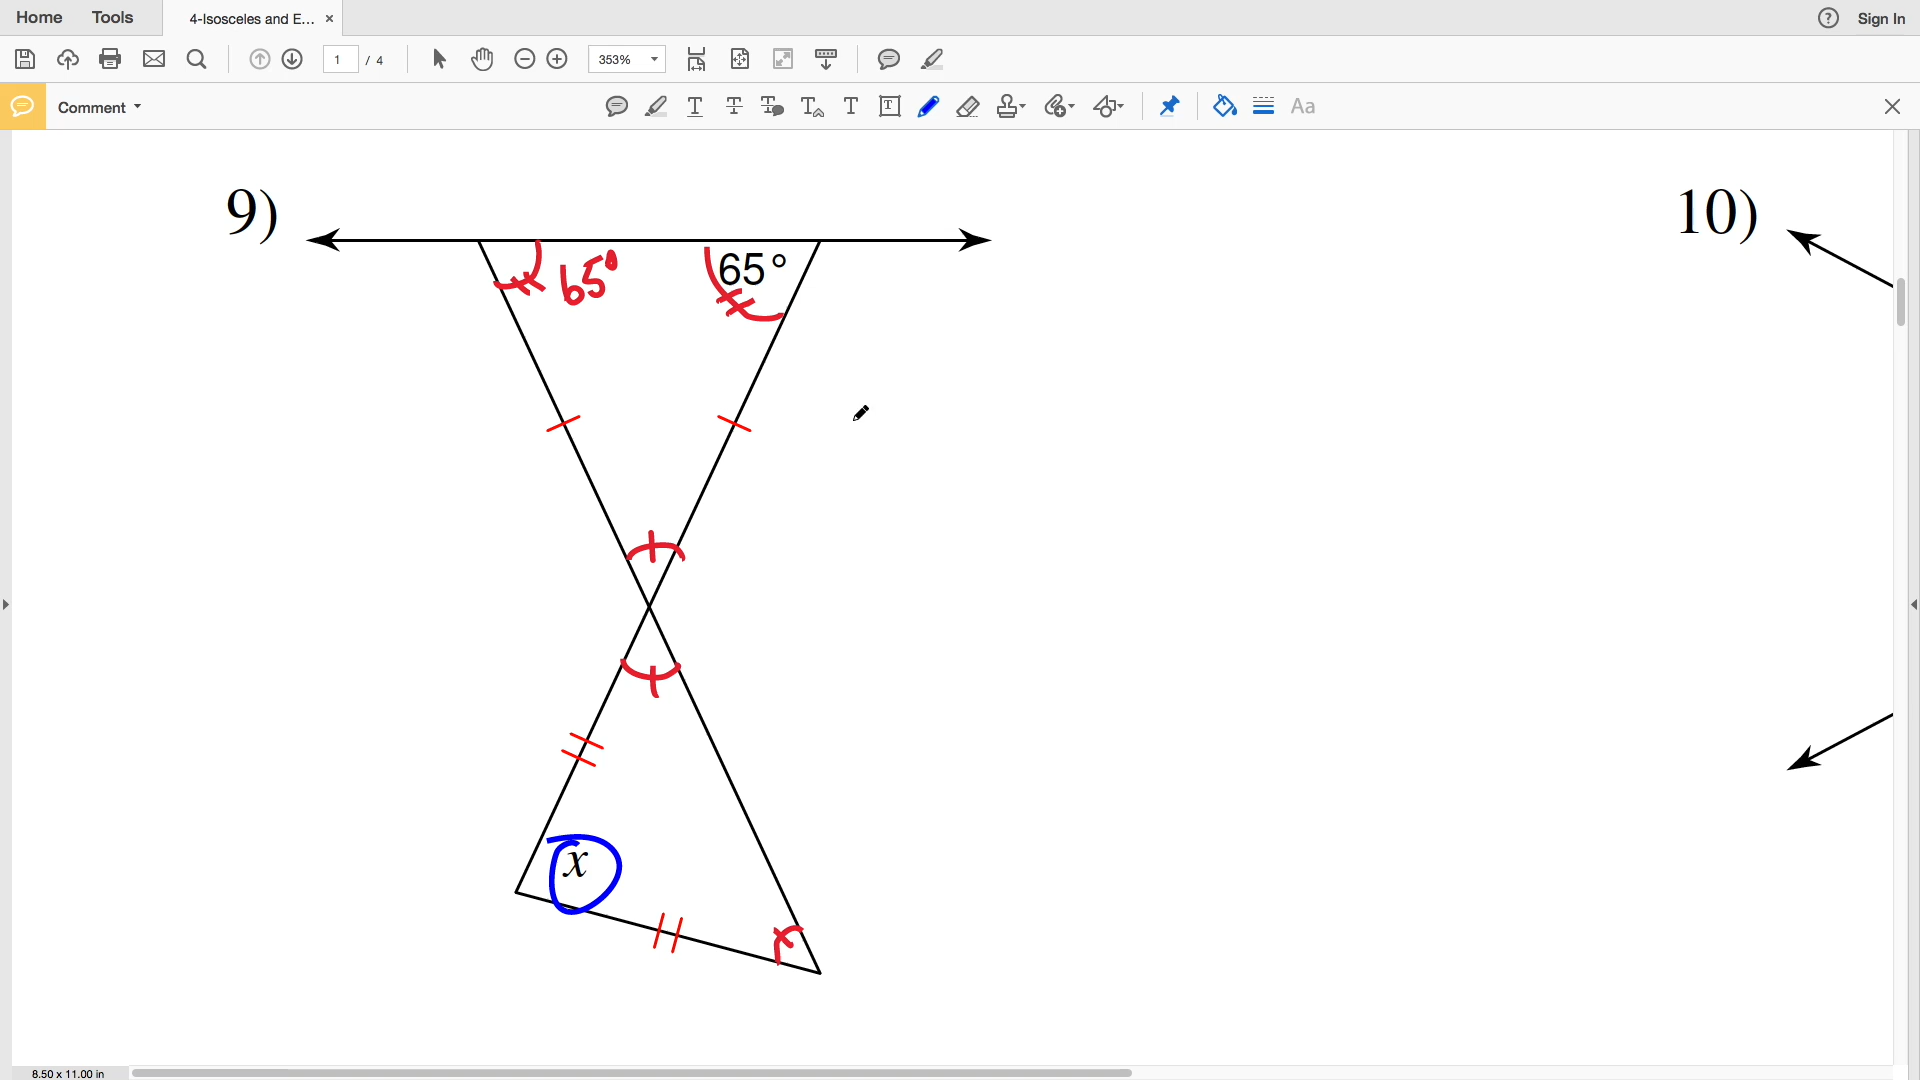 Home Tools 4-Isosceles and E... × ? Sign In
1 / 4 353%
Comment T T T T T T Aa
9) 10)
65° 65°
x
8.50 x 11.00 in